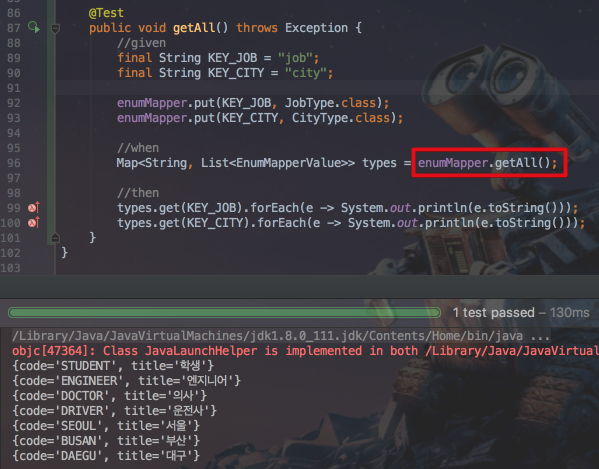 86 @Test
87 public void getAll() throws Exception {
88 //given
89 final String KEY_JOB = "job";
90 final String KEY_CITY = "city";
91
92 enumMapper.put(KEY_JOB, JobType.class);
93 enumMapper.put(KEY_CITY, CityType.class);
94
95 //when
96 Map<String, List<EnumMapperValue>> types = enumMapper.getAll();
97
98 //then
99 types.get(KEY_JOB).forEach(e -> System.out.println(e.toString()));
100 types.get(KEY_CITY).forEach(e -> System.out.println(e.toString()));
101 }
102 }
103
1 test passed – 130ms
/Library/Java/JavaVirtualMachines/jdk1.8.0_111.jdk/Contents/Home/bin/java ...
objc[47364]: Class JavaLaunchHelper is implemented in both /Library/Java/JavaVirtual
{code='STUDENT', title='학생'}
{code='ENGINEER', title='엔지니어'}
{code='DOCTOR', title='의사'}
{code='DRIVER', title='운전사'}
{code='SEOUL', title='서울'}
{code='BUSAN', title='부산'}
{code='DAEGU', title='대구'}